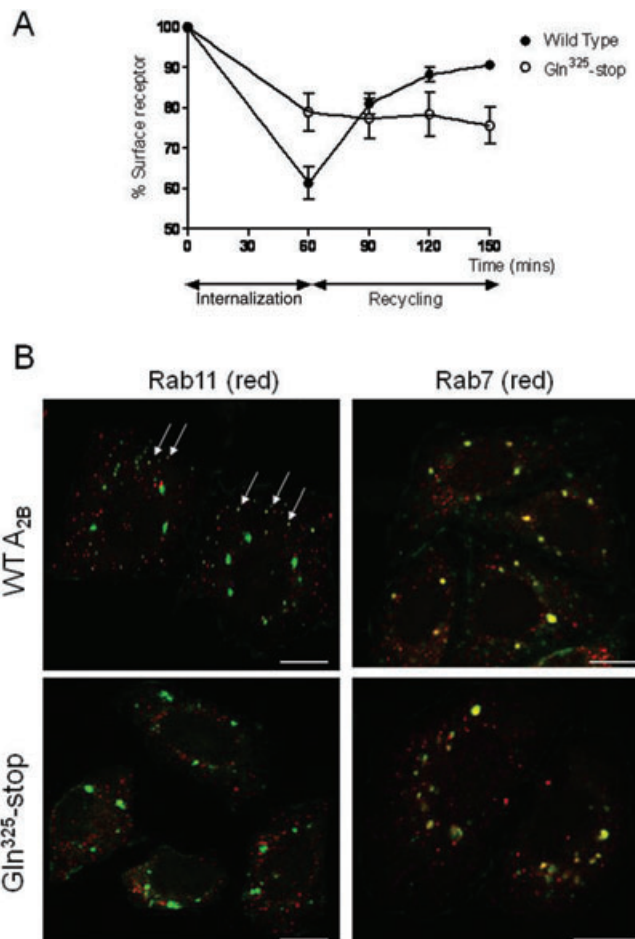 A
% Surface receptor
100
90
80
70
60
50
0
30
60
90
120
150
Time (mins)
Internalization
Recycling
Wild Type
Gln³²⁵-stop
B
Rab11 (red)
Rab7 (red)
WT A₂B
Gln³²⁵-stop